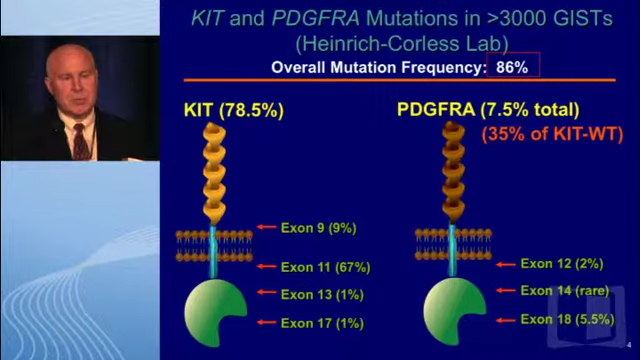 KIT and PDGFRA Mutations in >3000 GISTs
(Heinrich-Corless Lab)
Overall Mutation Frequency: 86%
KIT (78.5%)
PDGFRA (7.5% total)
(35% of KIT-WT)
Exon 9 (9%)
Exon 11 (67%)
Exon 13 (1%)
Exon 17 (1%)
Exon 12 (2%)
Exon 14 (rare)
Exon 18 (5.5%)
4